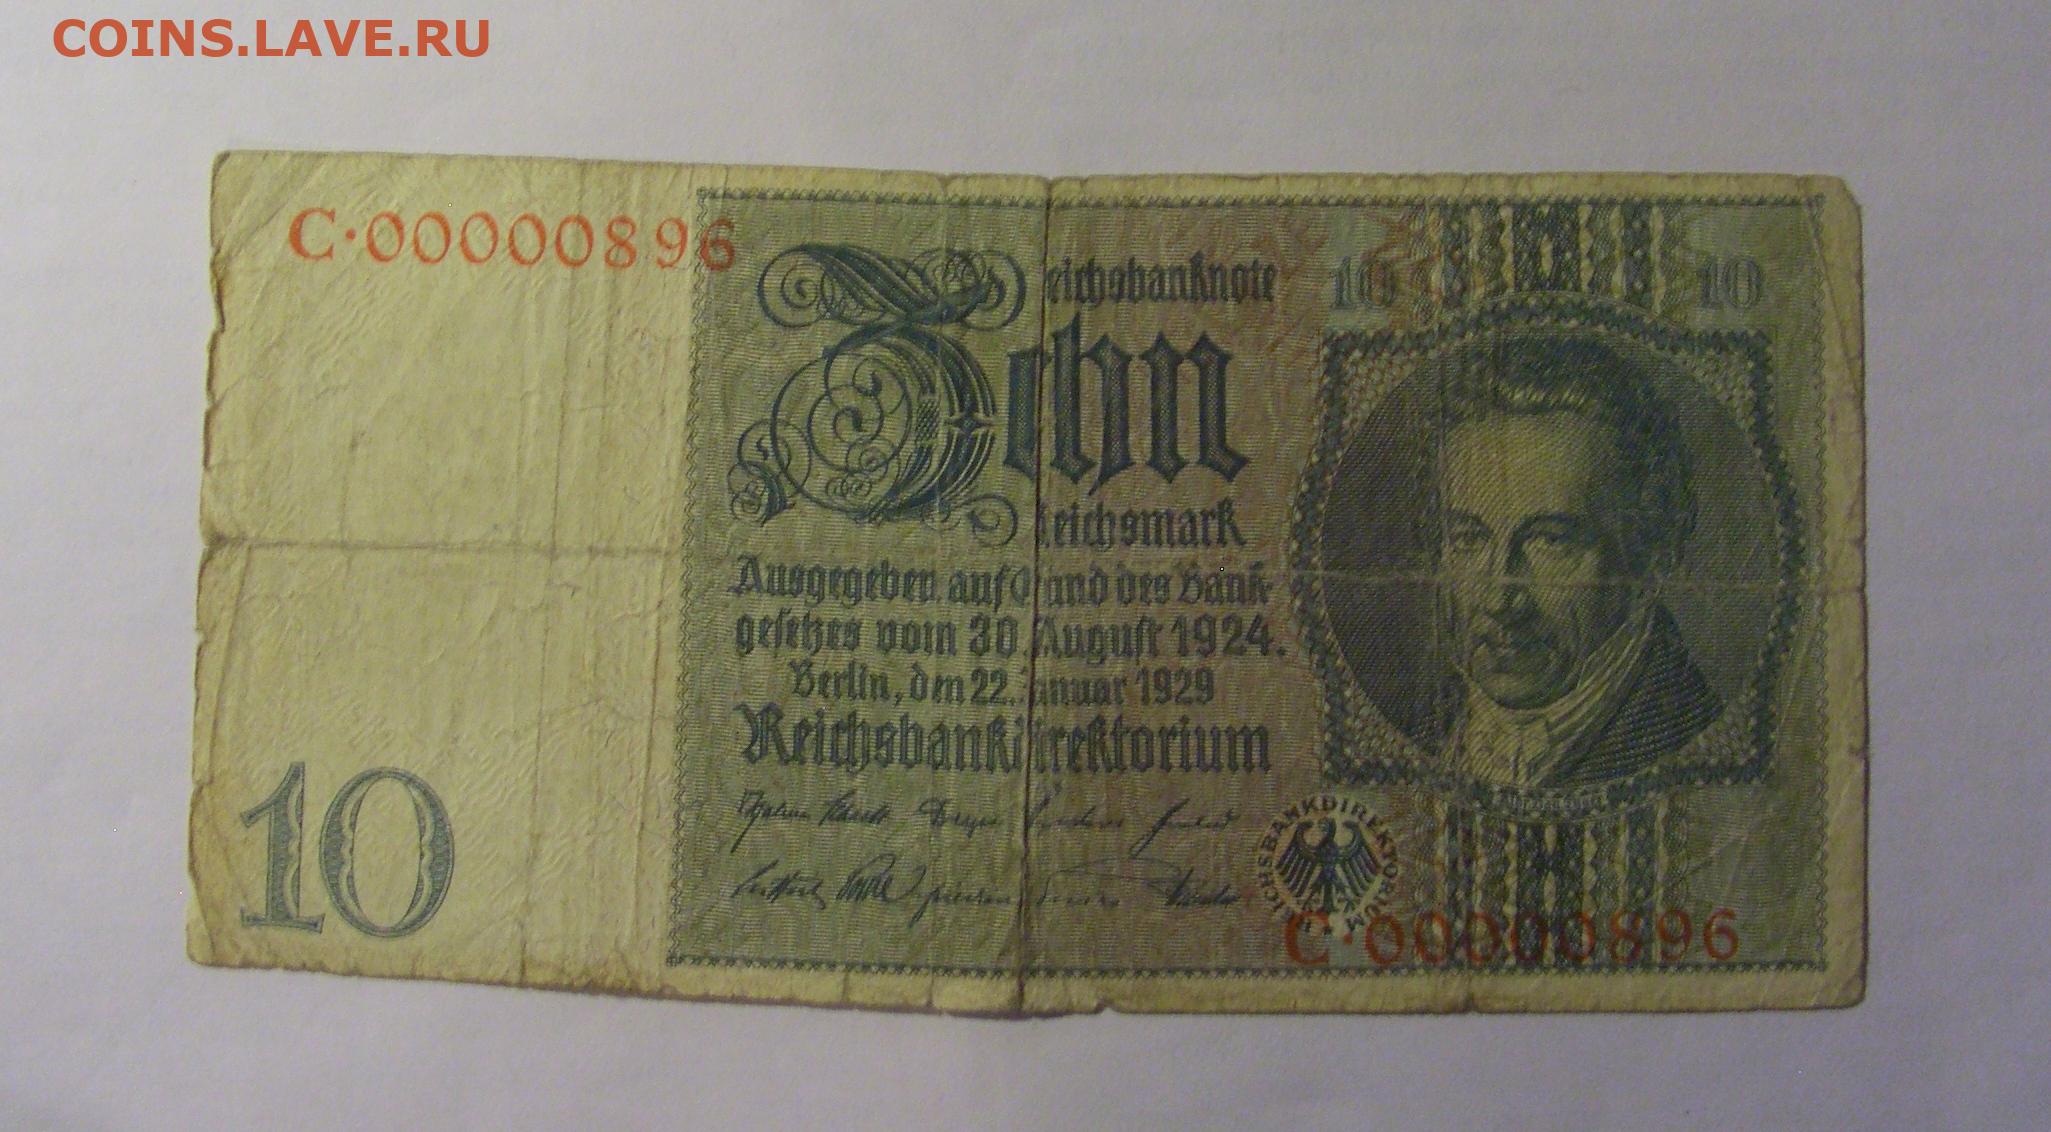 COINS.LAVE.RU
C·00000896
Reichsbanknote
10 10
Zehn
Reichsmark
Ausgegeben auf Grund des Bank-
gesetzes vom 30. August 1924.
Berlin, den 22. Januar 1929
Reichsbankdirektorium
10
REICHSBANKDIREKTORIUM
C·00000896